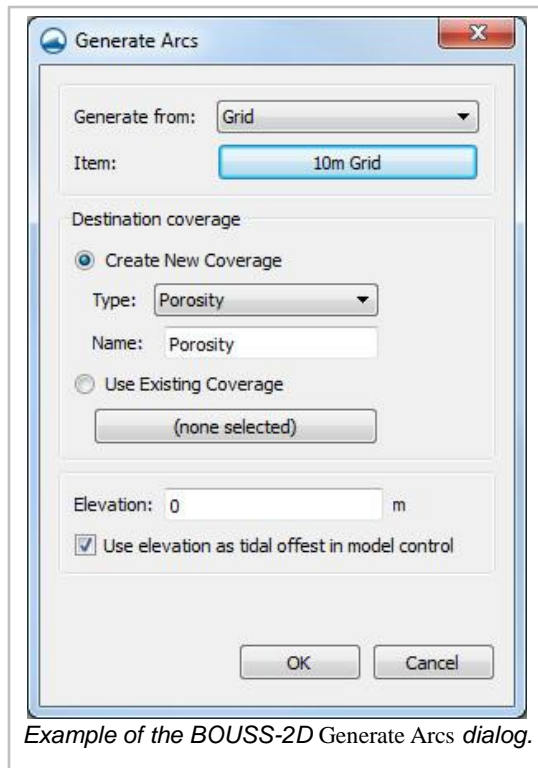 Generate Arcs
Generate from: Grid
Item: 10m Grid
Destination coverage
Create New Coverage
Type: Porosity
Name: Porosity
Use Existing Coverage
(none selected)
Elevation: 0 m
Use elevation as tidal offest in model control
OK Cancel
Example of the BOUSS-2D Generate Arcs dialog.